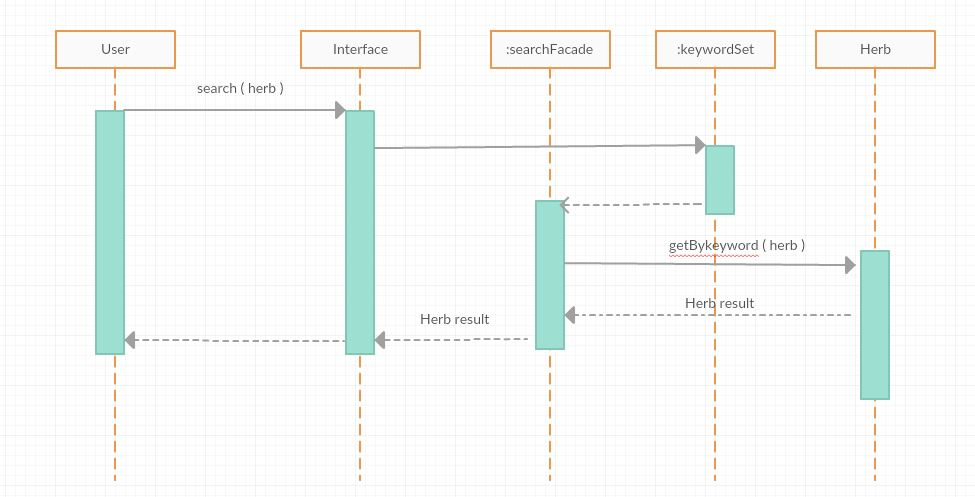 User
Interface
:searchFacade
:keywordSet
Herb
search ( herb )
getBykeyword ( herb )
Herb result
Herb result